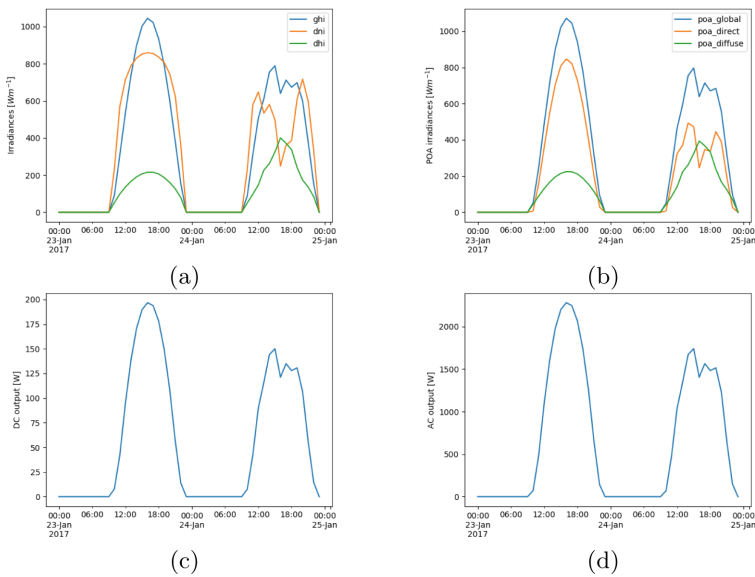 ghi
dni
dhi
Irradiances [Wm⁻¹]
1000
800
600
400
200
0
00:00 06:00 12:00 18:00 00:00 06:00 12:00 18:00 00:00
23-Jan 24-Jan 25-Jan
2017
(a)
poa_global
poa_direct
poa_diffuse
POA irradiances [Wm⁻¹]
1000
800
600
400
200
0
00:00 06:00 12:00 18:00 00:00 06:00 12:00 18:00 00:00
23-Jan 24-Jan 25-Jan
2017
(b)
DC output [W]
200
175
150
125
100
75
50
25
0
00:00 06:00 12:00 18:00 00:00 06:00 12:00 18:00 00:00
23-Jan 24-Jan 25-Jan
2017
(c)
AC output [W]
2000
1500
1000
500
0
00:00 06:00 12:00 18:00 00:00 06:00 12:00 18:00 00:00
23-Jan 24-Jan 25-Jan
2017
(d)